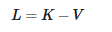 L = K − V